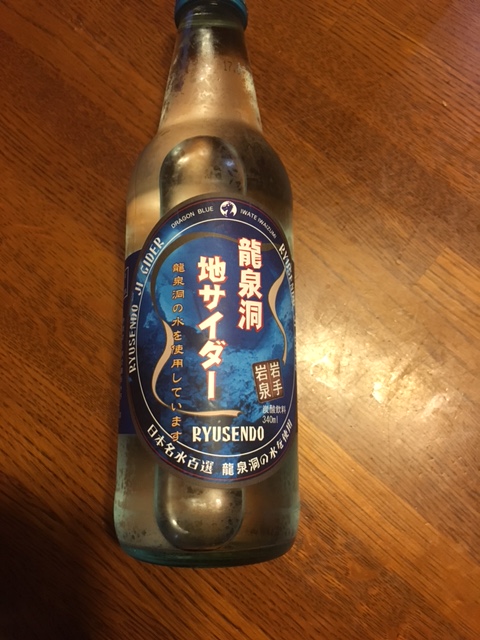 DRAGON BLUE IWATE IWAIZUMI
RYUSENDO JI CIDER
龍泉洞
地サイダー
龍泉洞の水を使用しています
岩手
岩泉
炭酸飲料
340ml
RYUSENDO
日本名水百選 龍泉洞の水を使用